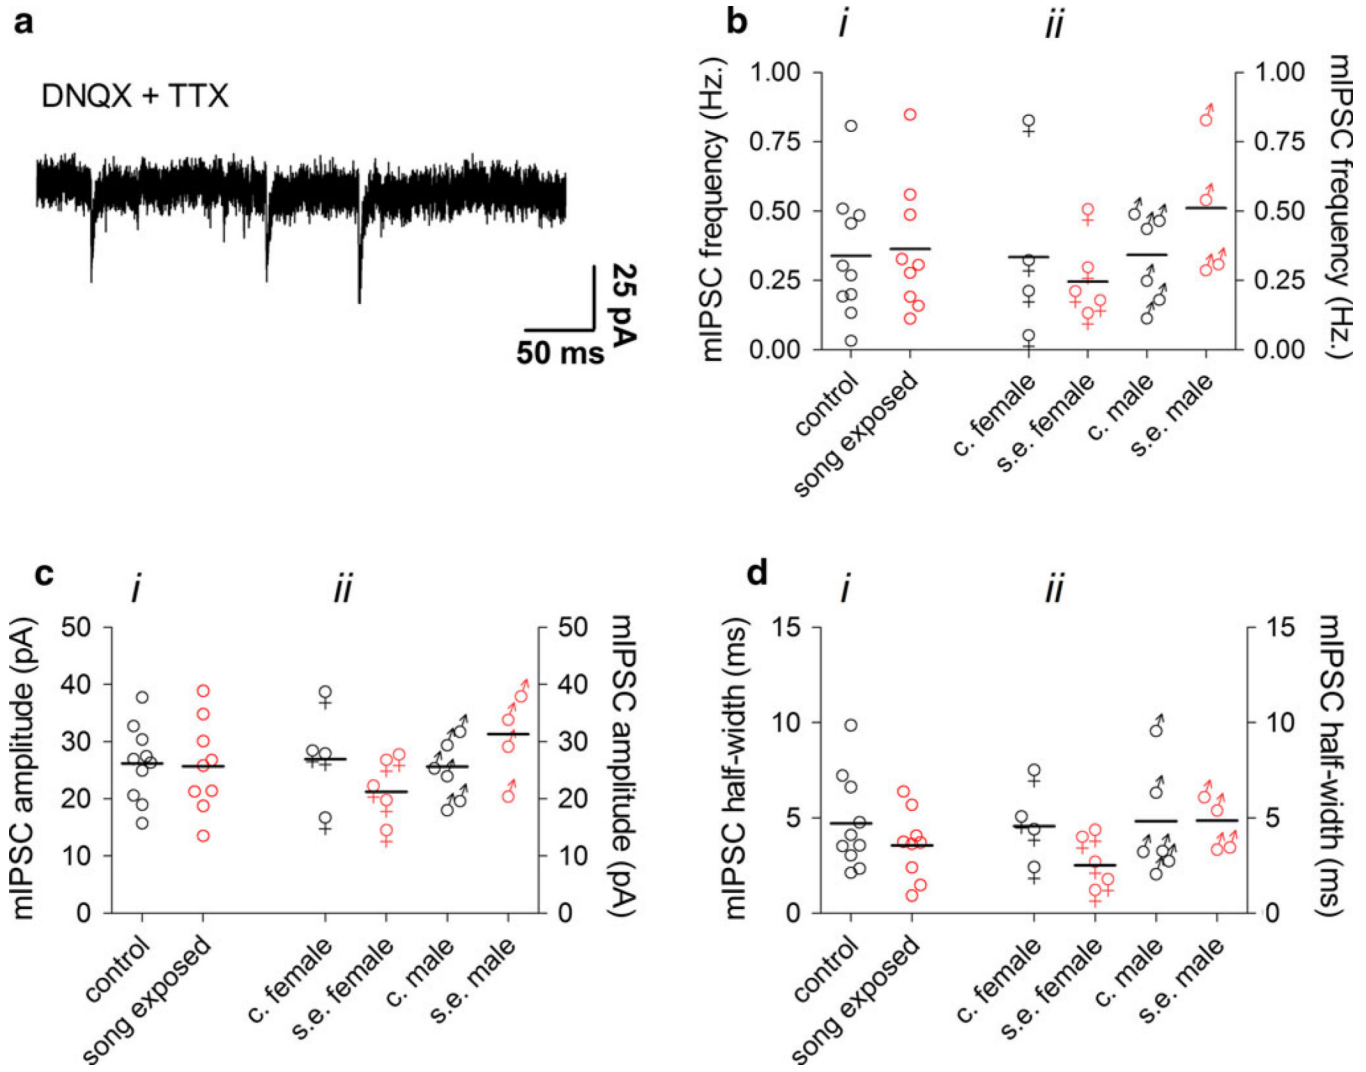 a
DNQX + TTX
25 pA
50 ms
b
i
ii
mIPSC frequency (Hz.)
1.00
0.75
0.50
0.25
0.00
1.00
0.75
0.50
0.25
0.00
mIPSC frequency (Hz.)
control
song exposed
c. female
s.e. female
c. male
s.e. male
c
i
ii
mIPSC amplitude (pA)
50
40
30
20
10
0
50
40
30
20
10
0
mIPSC amplitude (pA)
control
song exposed
c. female
s.e. female
c. male
s.e. male
d
i
ii
mIPSC half-width (ms)
15
10
5
0
15
10
5
0
mIPSC half-width (ms)
control
song exposed
c. female
s.e. female
c. male
s.e. male